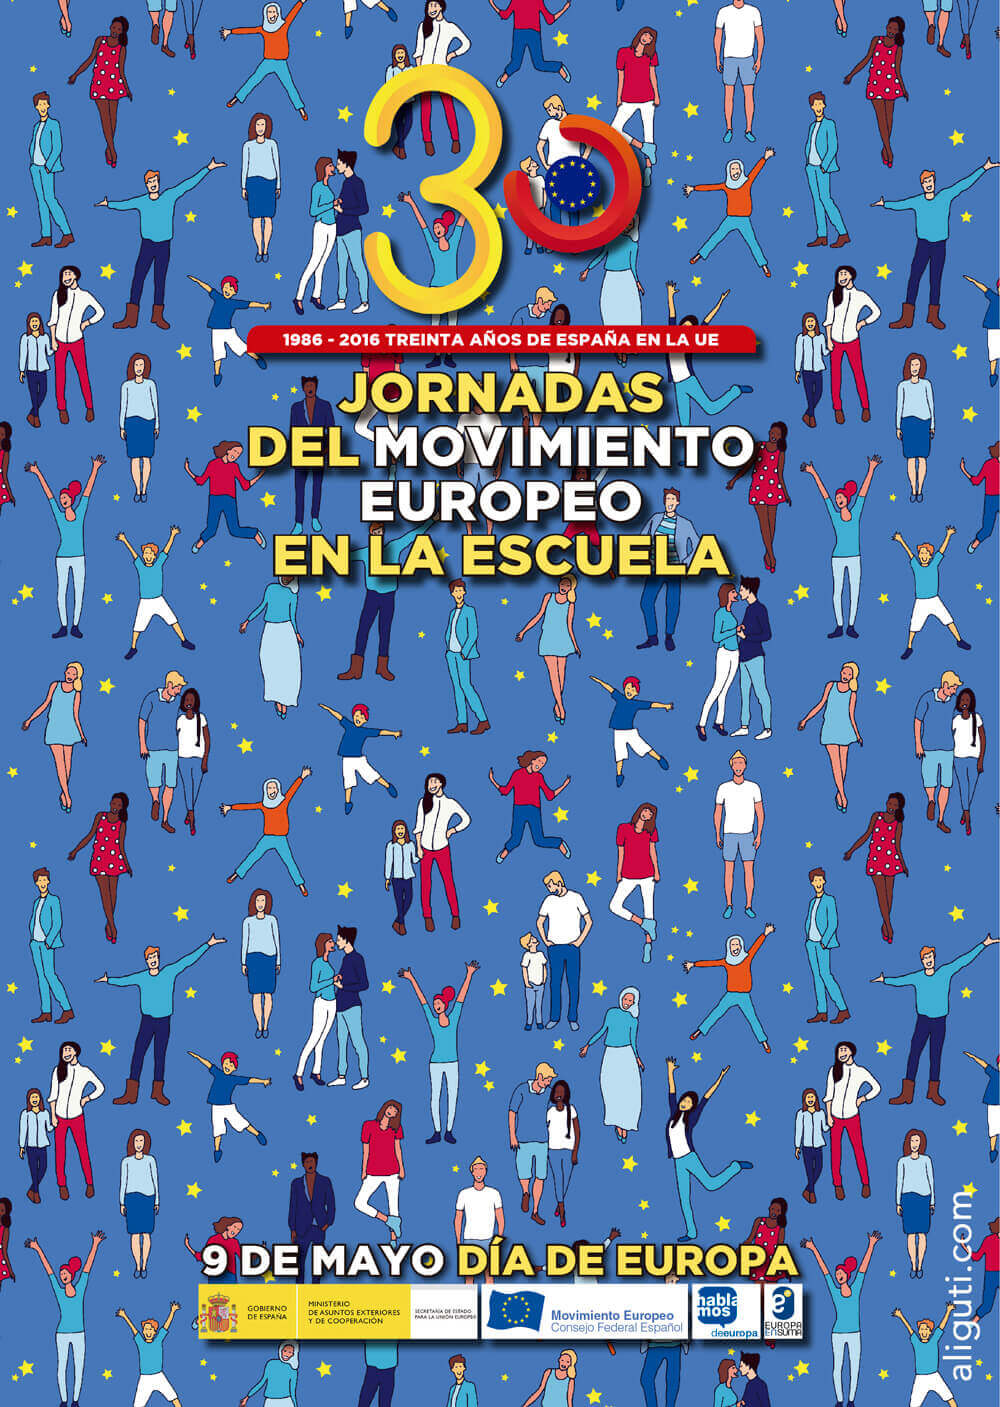 30
1986 - 2016 TREINTA AÑOS DE ESPAÑA EN LA UE
JORNADAS
DEL MOVIMIENTO
EUROPEO
EN LA ESCUELA
9 DE MAYO DÍA DE EUROPA
GOBIERNO
DE ESPAÑA
MINISTERIO
DE ASUNTOS EXTERIORES
Y DE COOPERACIÓN
SECRETARÍA DE ESTADO
PARA LA UNIÓN EUROPEA
Movimiento Europeo
Consejo Federal Español
habla
mos
deeuropa
e
EUROPA
ENSUMA
aliguti.com